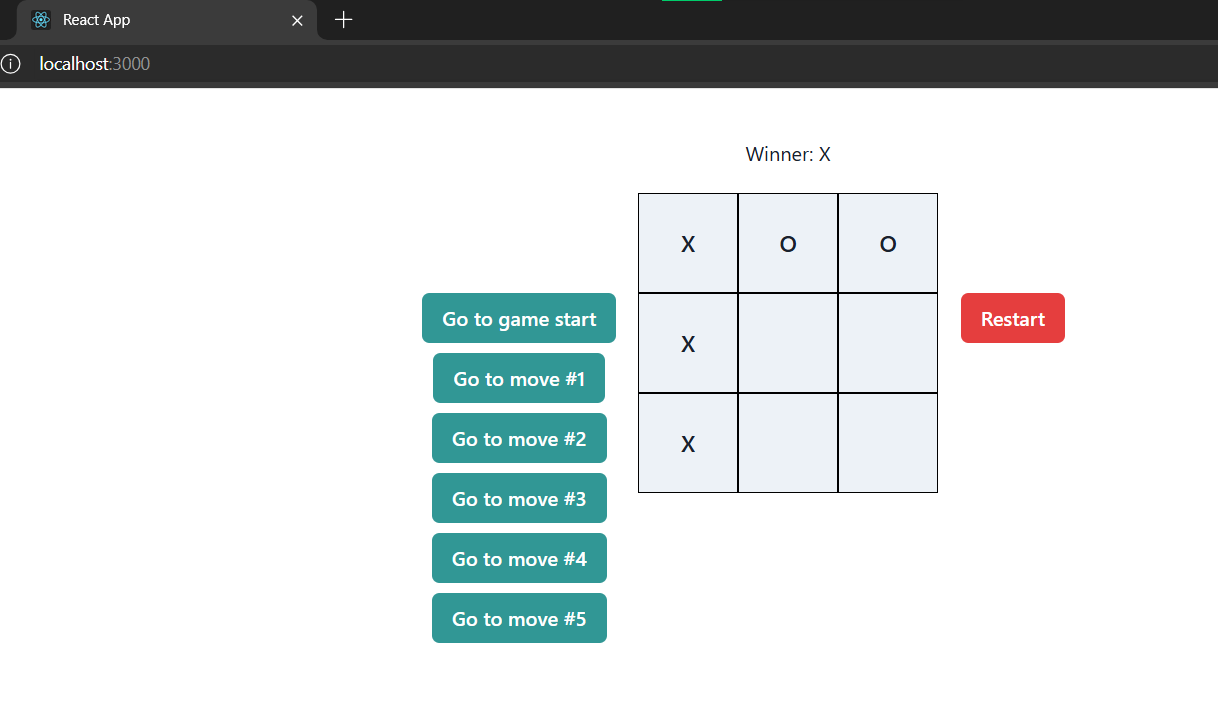 React App
localhost:3000
Winner: X
X O O
X
X
Go to game start
Go to move #1
Go to move #2
Go to move #3
Go to move #4
Go to move #5
Restart